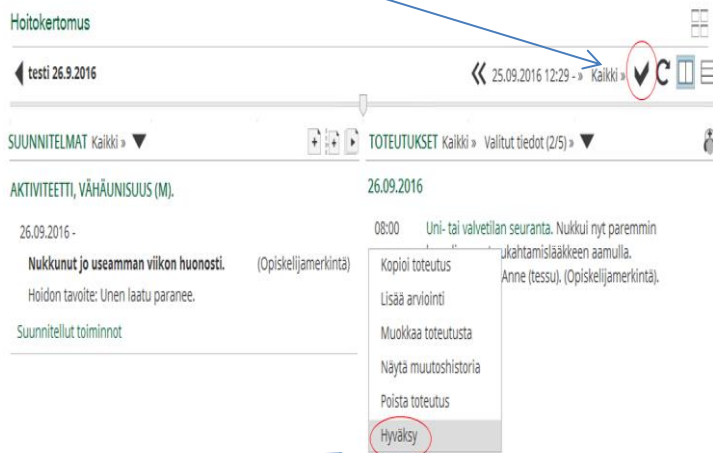 Hoitokertomus
testi 26.9.2016
25.09.2016 12:29 - » Kaikki »
SUUNNITELMAT Kaikki »
TOTEUTUKSET Kaikki » Valitut tiedot (2/5) »
AKTIVITEETTI, VÄHÄUNISUUS (M).
26.09.2016 -
Nukkunut jo useamman viikon huonosti. (Opiskelijamerkintä)
Hoidon tavoite: Unen laatu paranee.
Suunnitellut toiminnot
26.09.2016
08:00 Uni- tai valvetilan seuranta. Nukkui nyt paremmin
ukahtamislääkkeen aamulla.
Anne (tessu). (Opiskelijamerkintä).
Kopioi toteutus
Lisää arviointi
Muokkaa toteutusta
Näytä muutoshistoria
Poista toteutus
Hyväksy